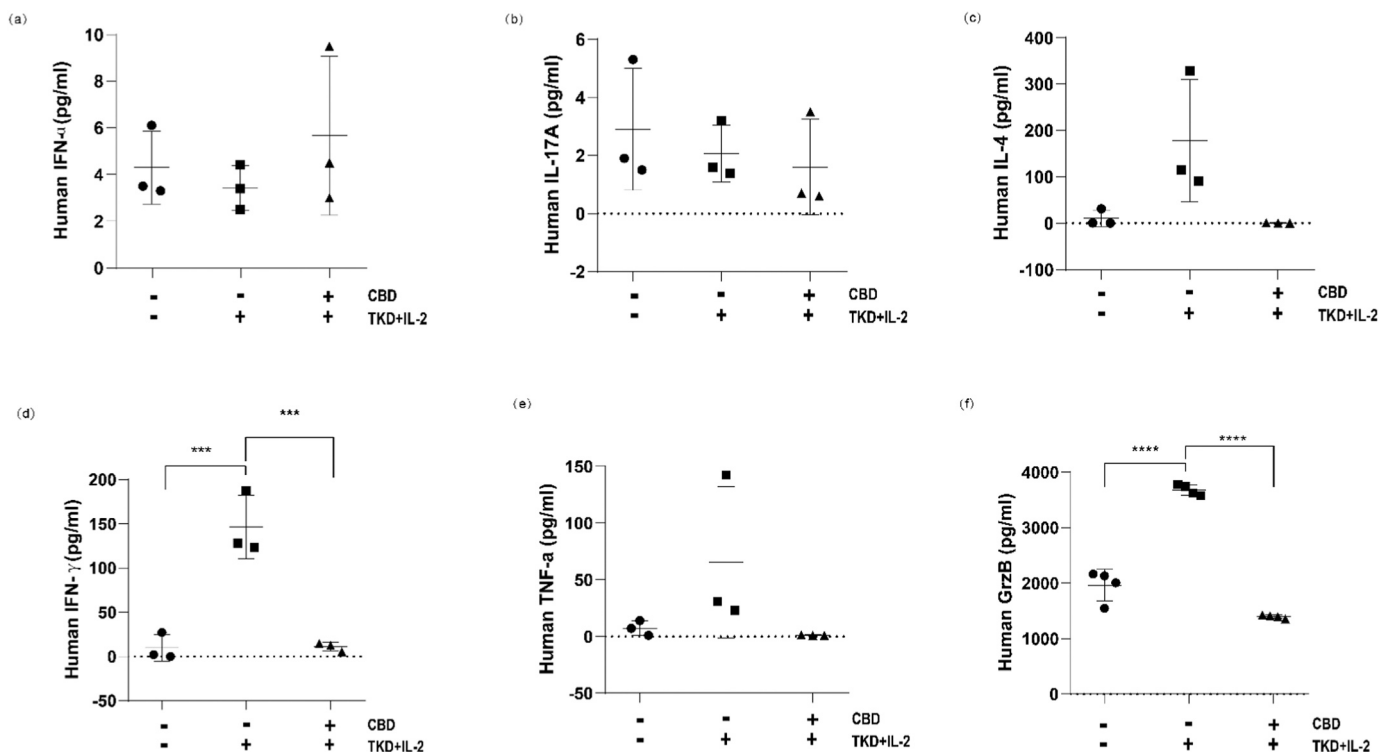 (a)
Human IFN-α(pg/ml)
10
8
6
4
2
0
- - + CBD
- + + TKD+IL-2
(b)
Human IL-17A (pg/ml)
6
4
2
0
-2
- - + CBD
- + + TKD+IL-2
(c)
Human IL-4 (pg/ml)
400
300
200
100
0
-100
- - + CBD
- + + TKD+IL-2
(d)
*** ***
Human IFN-γ(pg/ml)
200
150
100
50
0
-50
- - + CBD
- + + TKD+IL-2
(e)
Human TNF-a (pg/ml)
150
100
50
0
-50
- - + CBD
- + + TKD+IL-2
(f)
**** ****
Human GrzB (pg/ml)
4000
3000
2000
1000
0
- - + CBD
- + + TKD+IL-2